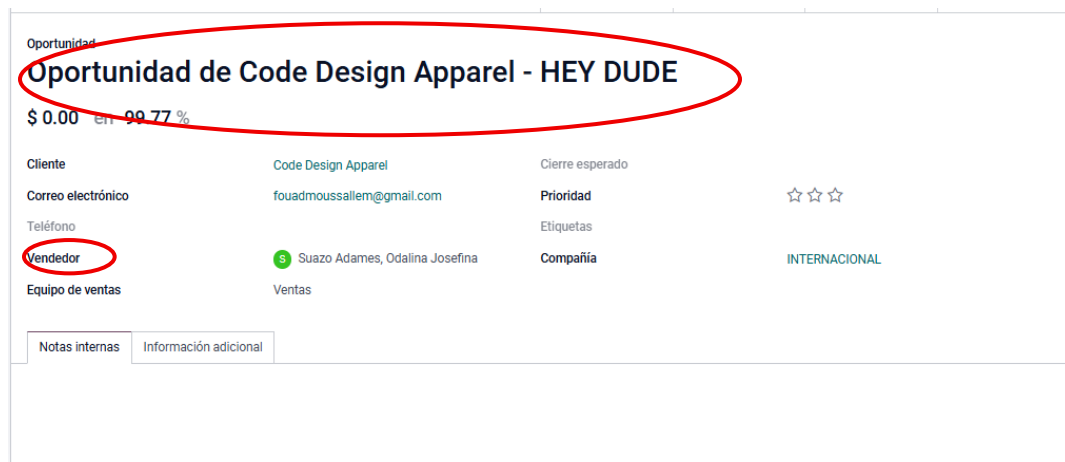 Oportunidad
Oportunidad de Code Design Apparel - HEY DUDE
$ 0.00 en 99.77 %
Cliente Code Design Apparel Cierre esperado
Correo electrónico fouadmoussallem@gmail.com Prioridad
Teléfono Etiquetas
Vendedor S Suazo Adames, Odalina Josefina Compañía INTERNACIONAL
Equipo de ventas Ventas
Notas internas Información adicional